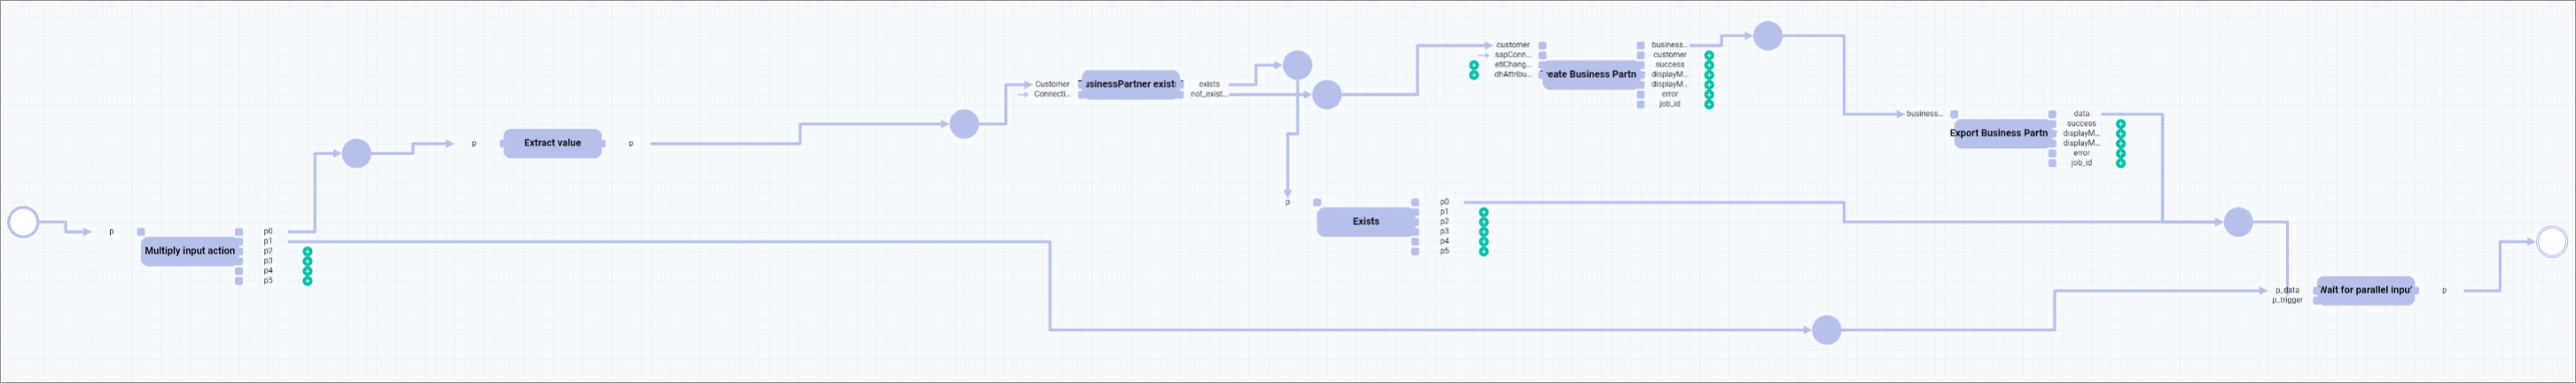 p
Multiply input action
p0
p1
p2
p3
p4
p5
p
Extract value
p
Customer
Connecti...
usinessPartner exist
exists
not_exist...
customer
sapConn...
etlChang...
dhAttribu...
reate Business Partn
business...
customer
success
displayM...
displayM...
error
job_id
p
Exists
p0
p1
p2
p3
p4
p5
business...
Export Business Partn
data
success
displayM...
displayM...
error
job_id
p_data
p_trigger
Wait for parallel input
p